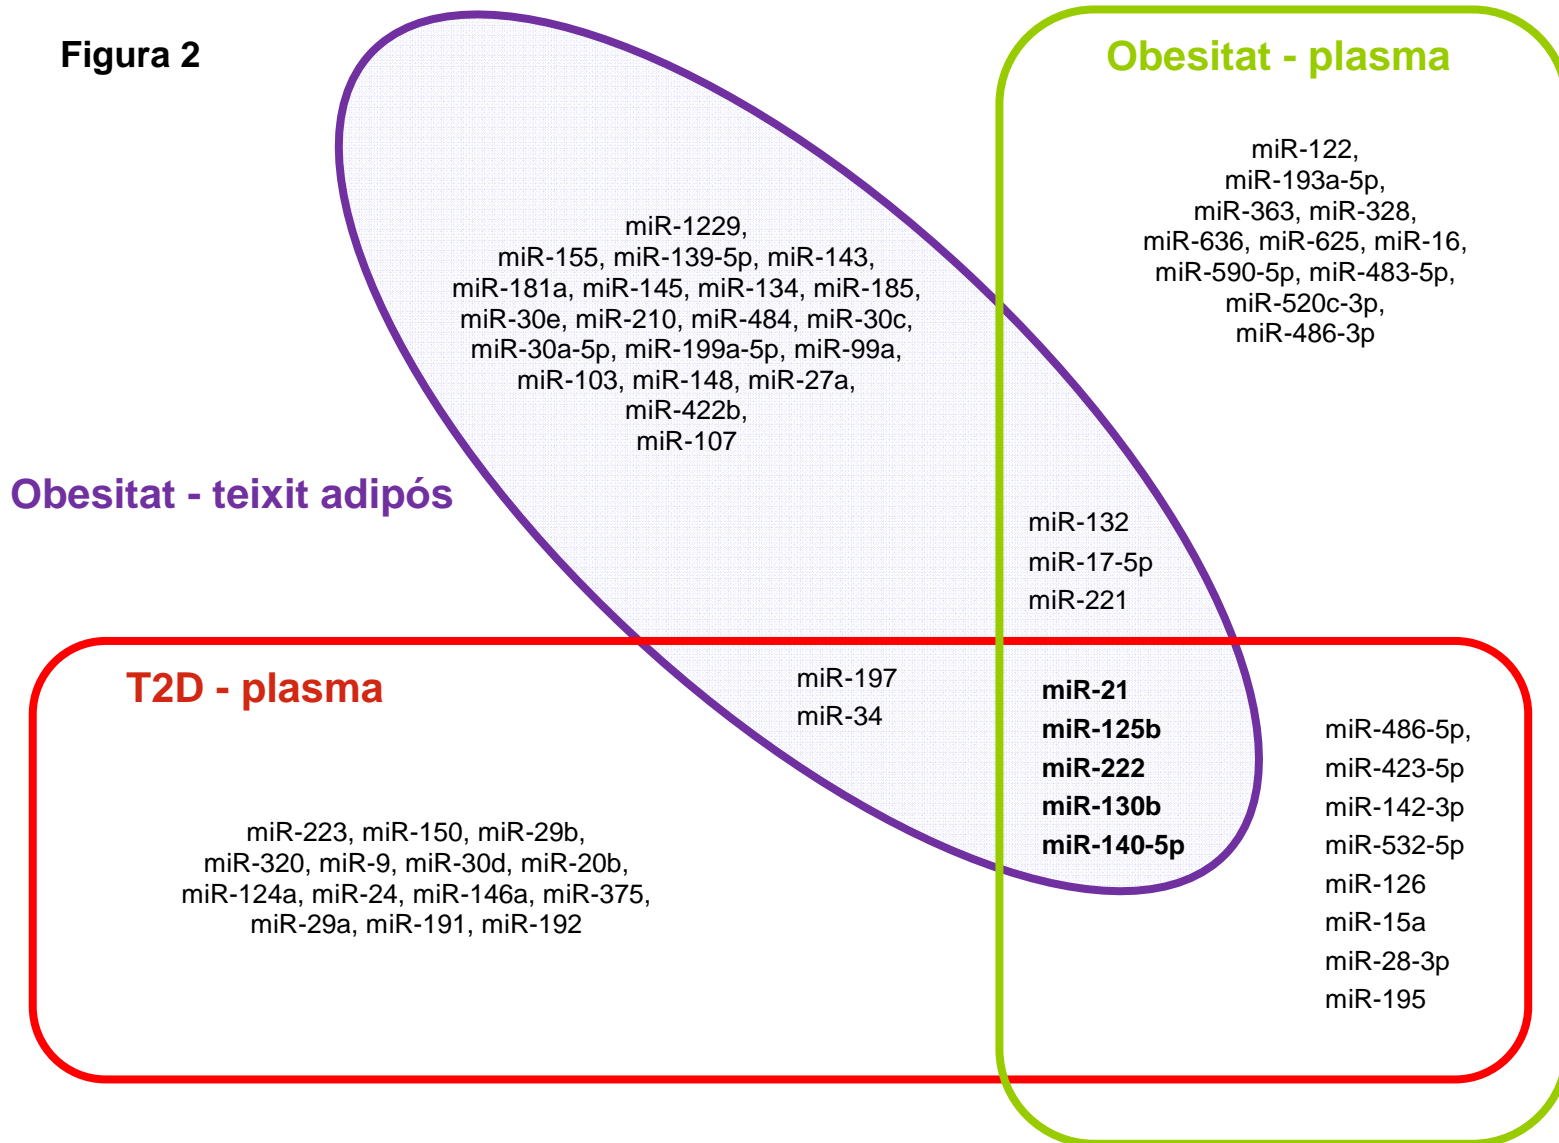 Figura 2
Obesitat - plasma
miR-122,
miR-193a-5p,
miR-363, miR-328,
miR-636, miR-625, miR-16,
miR-590-5p, miR-483-5p,
miR-520c-3p,
miR-486-3p
miR-1229,
miR-155, miR-139-5p, miR-143,
miR-181a, miR-145, miR-134, miR-185,
miR-30e, miR-210, miR-484, miR-30c,
miR-30a-5p, miR-199a-5p, miR-99a,
miR-103, miR-148, miR-27a,
miR-422b,
miR-107
Obesitat - teixit adipós
miR-132
miR-17-5p
miR-221
T2D - plasma
miR-197
miR-34
miR-21
miR-125b
miR-222
miR-130b
miR-140-5p
miR-486-5p,
miR-423-5p
miR-142-3p
miR-532-5p
miR-126
miR-15a
miR-28-3p
miR-195
miR-223, miR-150, miR-29b,
miR-320, miR-9, miR-30d, miR-20b,
miR-124a, miR-24, miR-146a, miR-375,
miR-29a, miR-191, miR-192